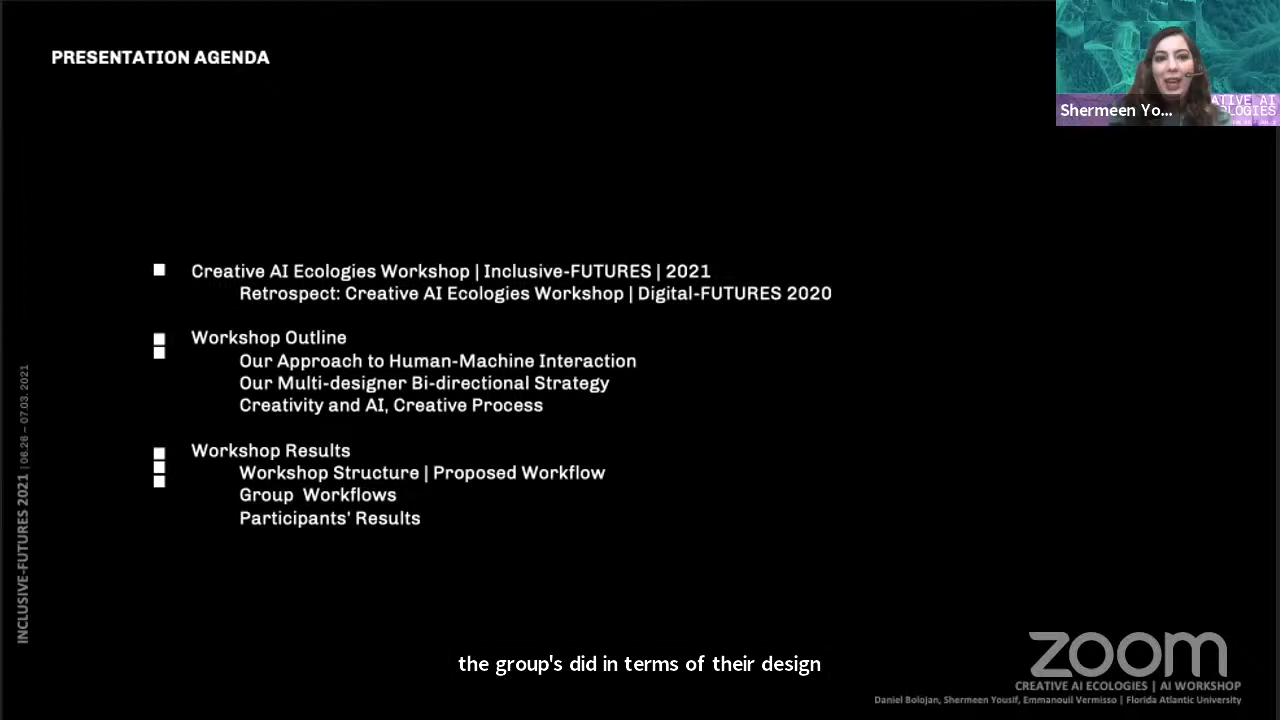 PRESENTATION AGENDA
Shermeen Yo...
ATIVE AI
Creative AI Ecologies Workshop | Inclusive-FUTURES | 2021
Retrospect: Creative AI Ecologies Workshop | Digital-FUTURES 2020
Workshop Outline
Our Approach to Human-Machine Interaction
Our Multi-designer Bi-directional Strategy
Creativity and AI, Creative Process
Workshop Results
Workshop Structure | Proposed Workflow
Group Workflows
Participants' Results
INCLUSIVE-FUTURES 2021 | 06.26 – 07.03. 2021
the group's did in terms of their design
zoom
CREATIVE AI ECOLOGIES | AI WORKSHOP
Daniel Bolojan, Shermeen Yousif, Emmanouil Vermisso | Florida Atlantic University